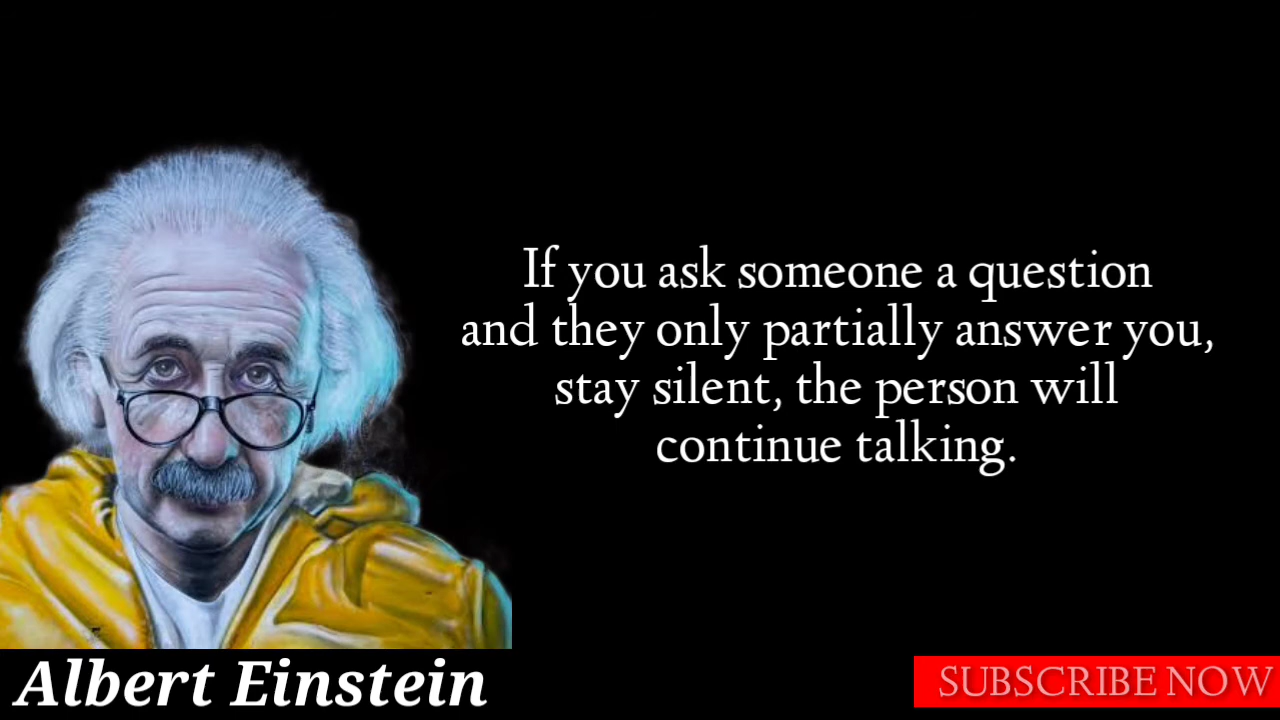 If you ask someone a question
and they only partially answer you,
stay silent, the person will
continue talking.
Albert Einstein
SUBSCRIBE NOW